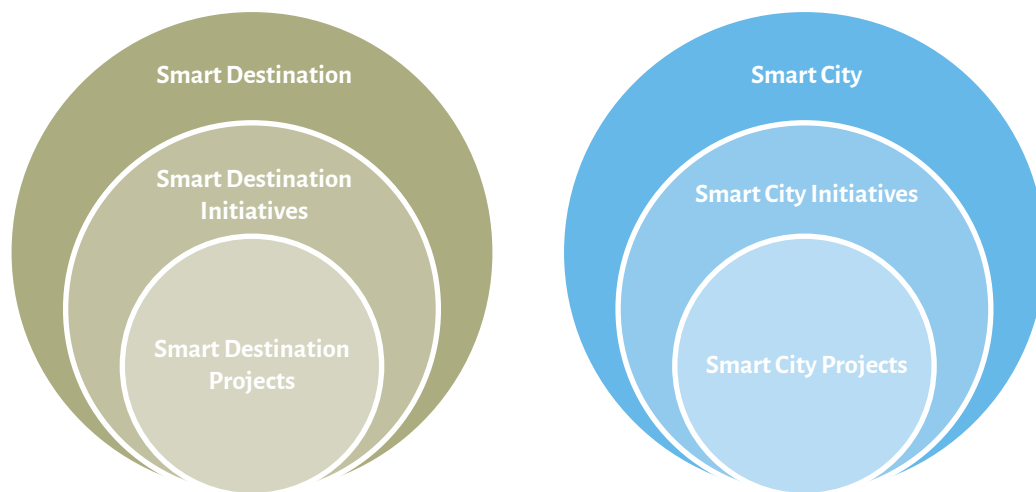 Smart Destination
Smart Destination
Initiatives
Smart Destination
Projects
Smart City
Smart City Initiatives
Smart City Projects